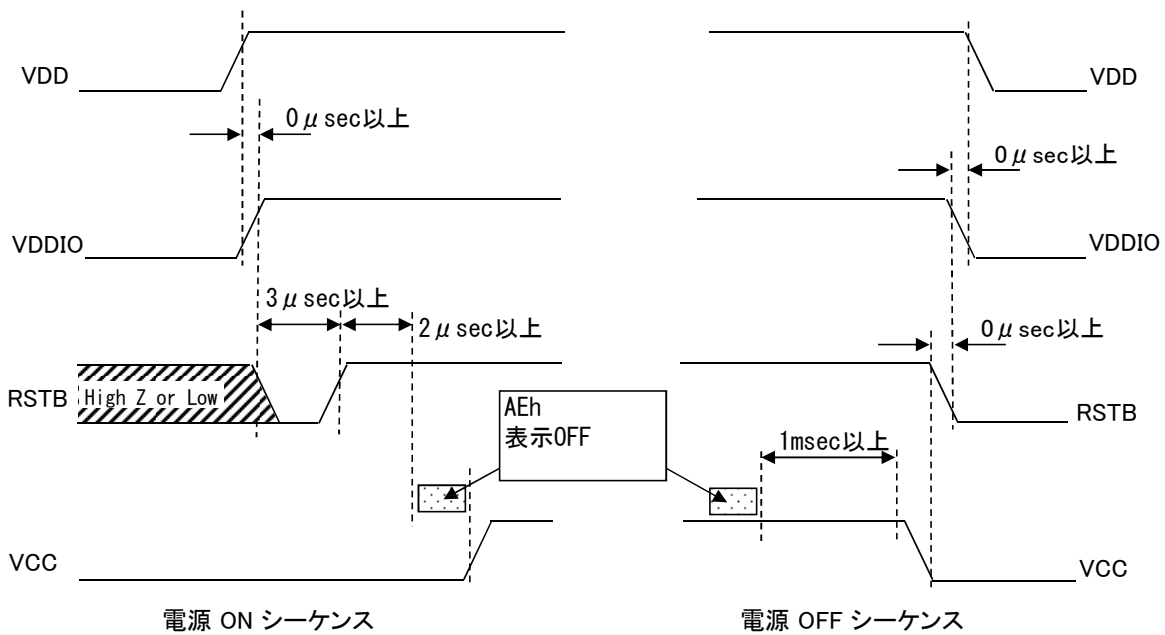 VDD
VDD
0μsec以上
0μsec以上
VDDIO
VDDIO
3μsec以上
2μsec以上
0μsec以上
RSTB
High Z or Low
RSTB
AEh
表示OFF
1msec以上
VCC
VCC
電源 ON シーケンス
電源 OFF シーケンス